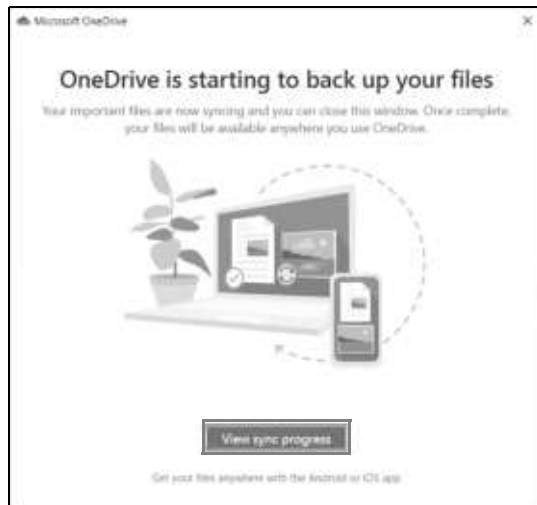 Microsoft OneDrive
OneDrive is starting to back up your files
Your important files are now syncing and you can close this window. Once complete,
your files will be available anywhere you use OneDrive.
View sync progress
Get your files anywhere with the Android or iOS app